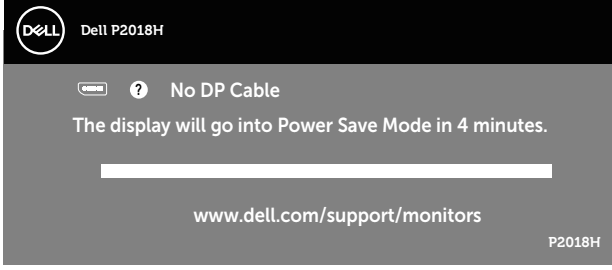 DELL
Dell P2018H
? No DP Cable
The display will go into Power Save Mode in 4 minutes.
www.dell.com/support/monitors
P2018H